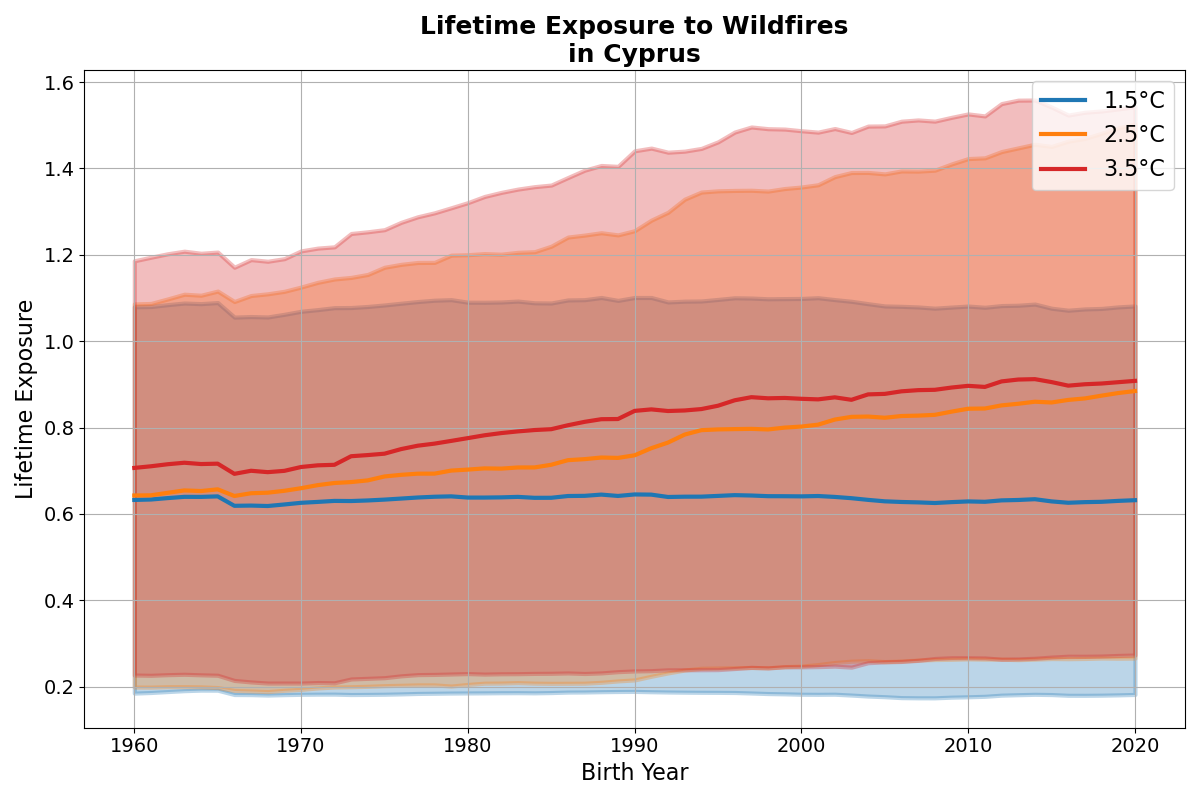 Lifetime Exposure to Wildfires
in Cyprus
1.6
1.4
1.2
1.0
0.8
0.6
0.4
0.2
Lifetime Exposure
1.5°C
2.5°C
3.5°C
1960
1970
1980
1990
2000
2010
2020
Birth Year